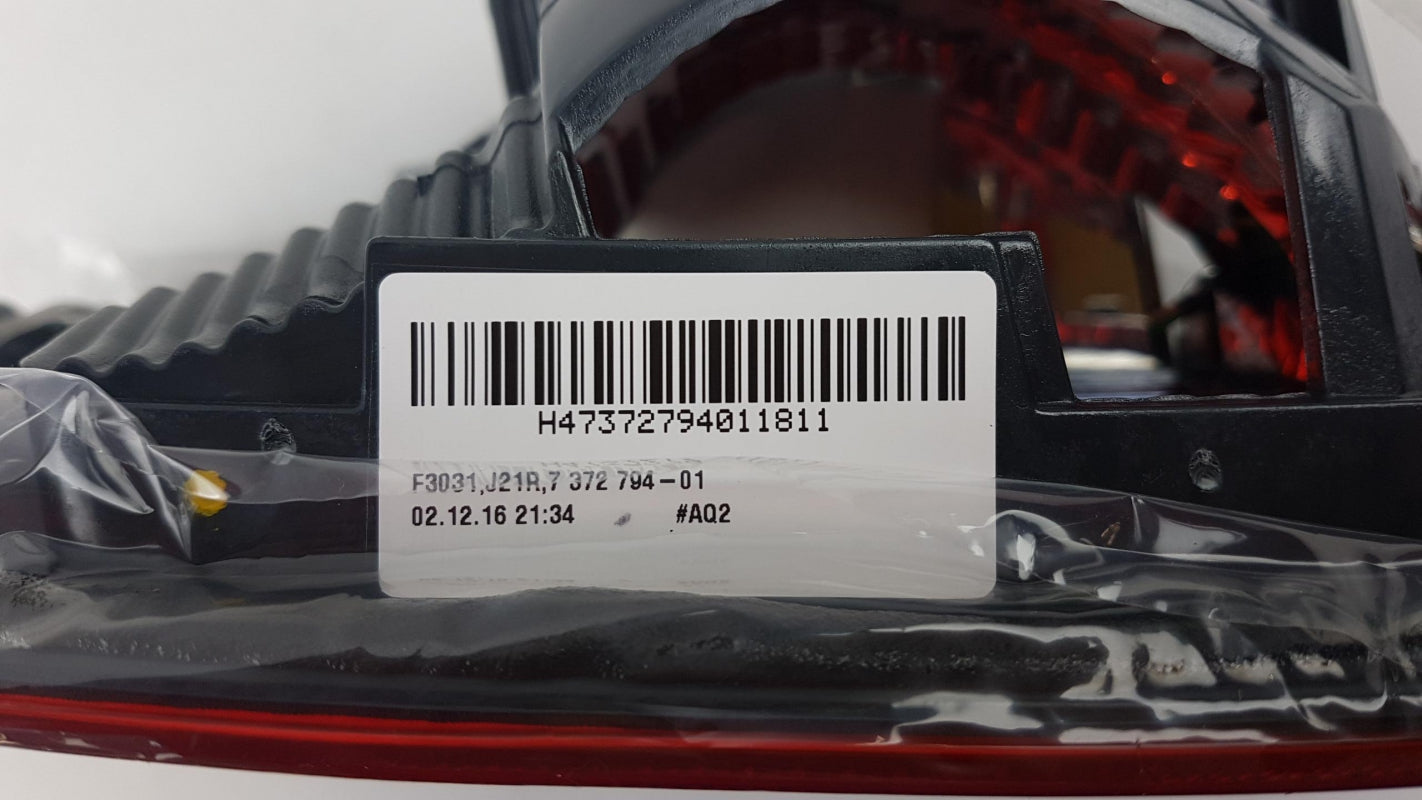 H47372794011811
F3031,J21R,7 372 794-01
02.12.16 21:34 #AQ2